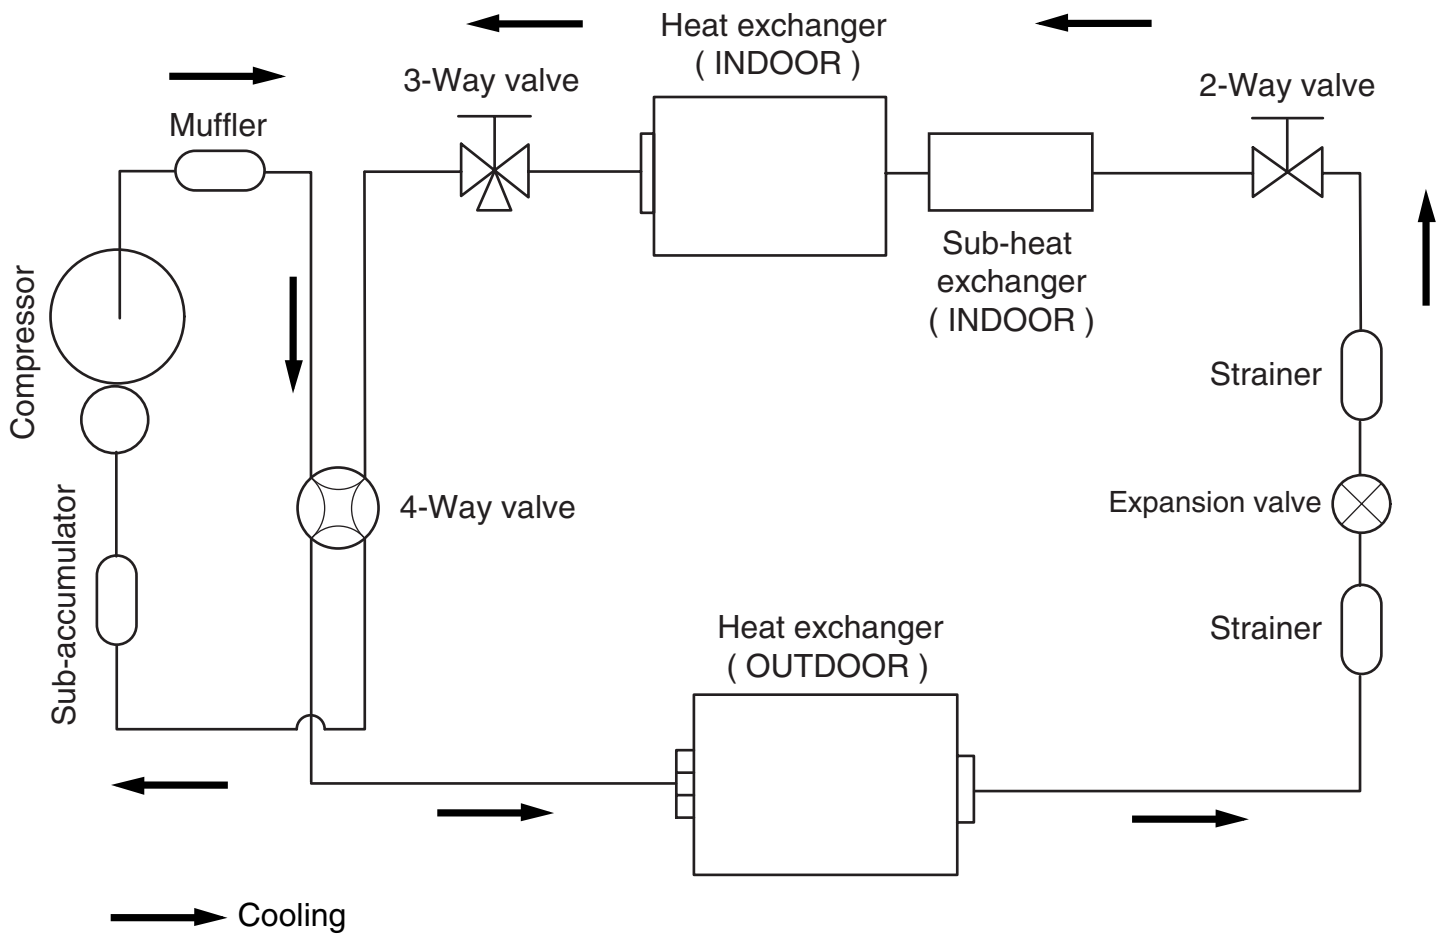 Heat exchanger
( INDOOR )
3-Way valve
2-Way valve
Muffler
Sub-heat
exchanger
( INDOOR )
Compressor
Strainer
4-Way valve
Expansion valve
Sub-accumulator
Heat exchanger
( OUTDOOR )
Strainer
Cooling